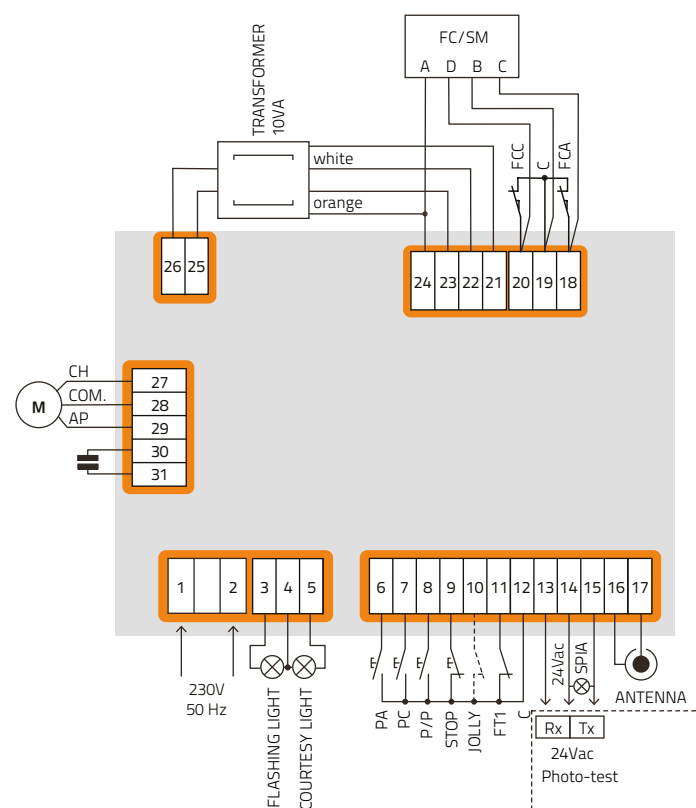 FC/SM
A D B C
TRANSFORMER
10VA
white
orange
FCC
C
FCA
26 25
24 23 22 21 20 19 18
CH
COM.
AP
M
27
28
29
30
31
1 2 3 4 5
6 7 8 9 10 11 12 13 14 15 16 17
230V
50 Hz
FLASHING LIGHT
COURTESY LIGHT
PA
PC
P/P
STOP
JOLLY
FT1
C
24Vac
SPIA
ANTENNA
Rx Tx
24Vac
Photo-test